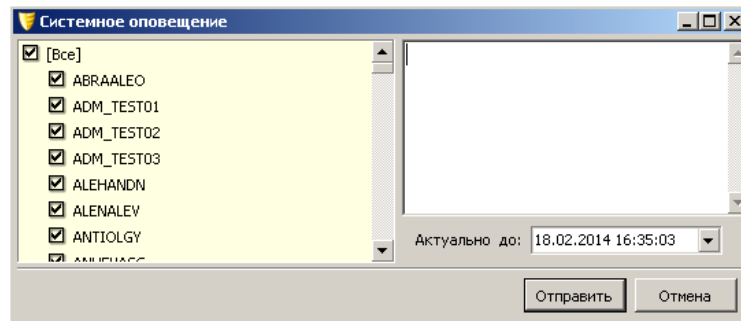 Системное оповещение
[Все]
ABRAALEO
ADM_TEST01
ADM_TEST02
ADM_TEST03
ALEHANDN
ALENALEV
ANTIOLGY
Актуально до: 18.02.2014 16:35:03
Отправить Отмена